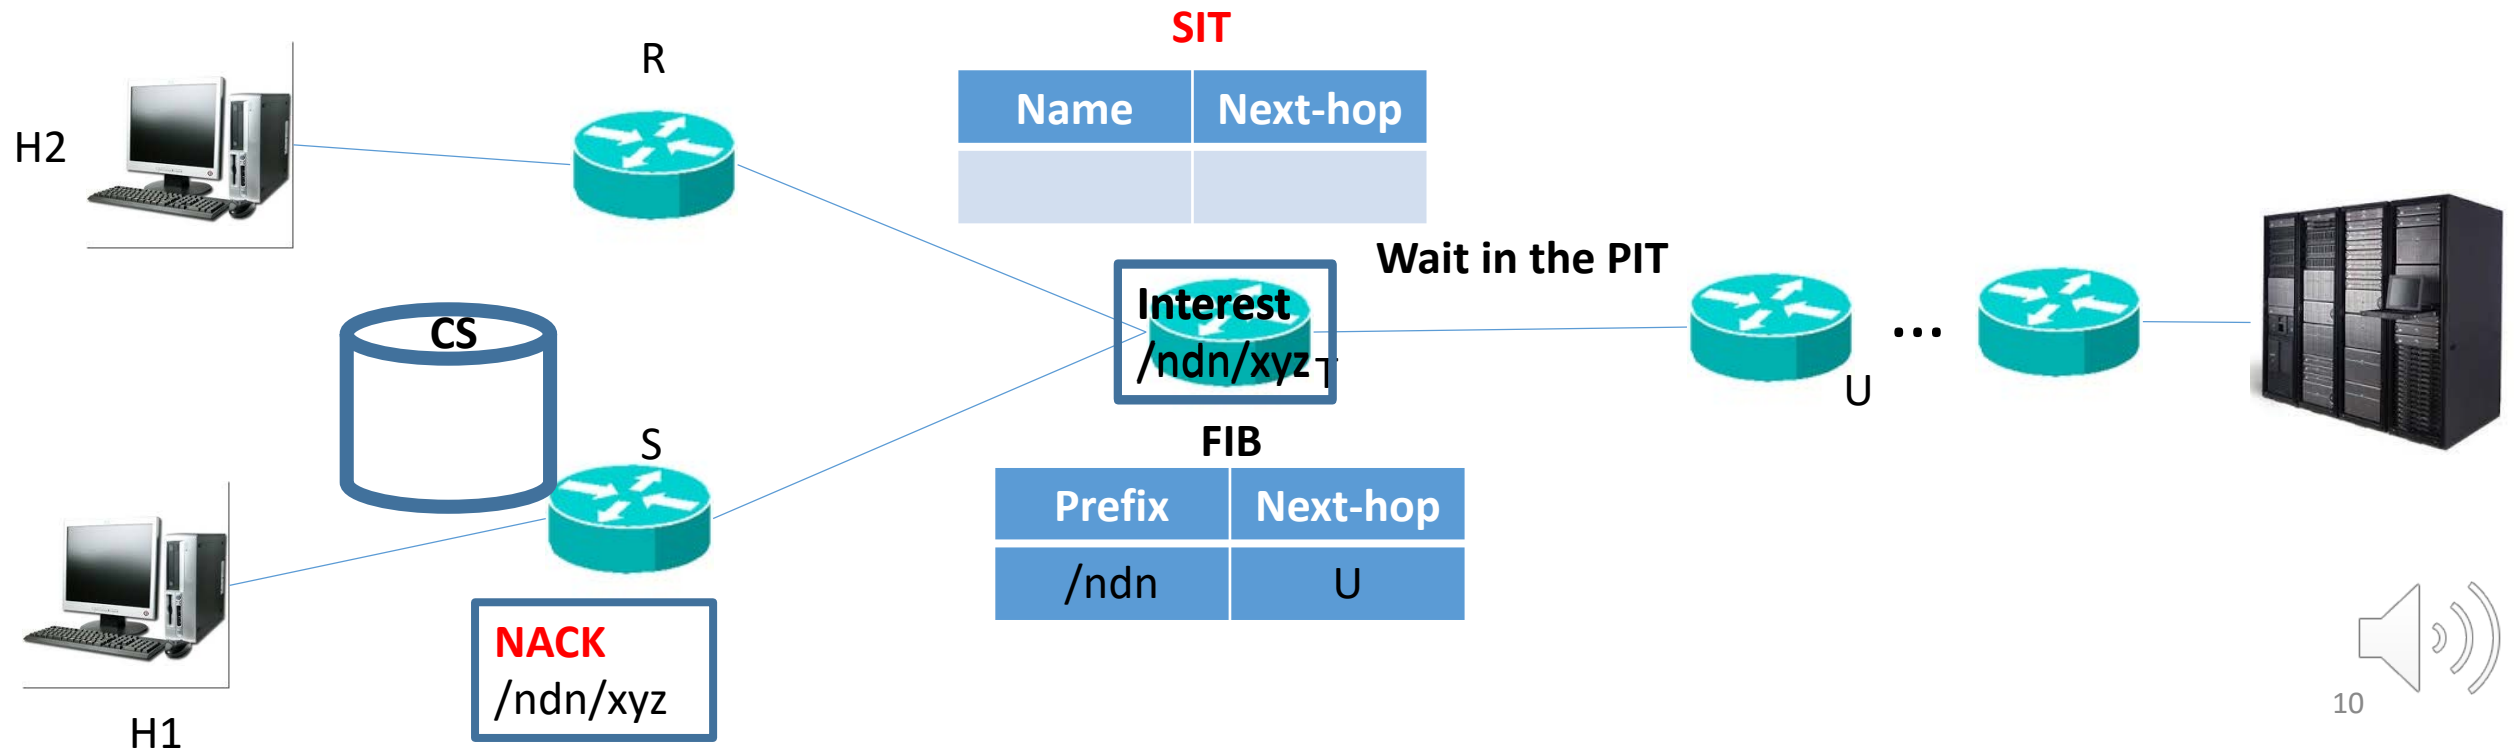 SIT
R
Name Next-hop
H2
Wait in the PIT
Interest
/ndn/xyz
T
CS
...
U
S
FIB
Prefix Next-hop
/ndn U
NACK
/ndn/xyz
H1
10